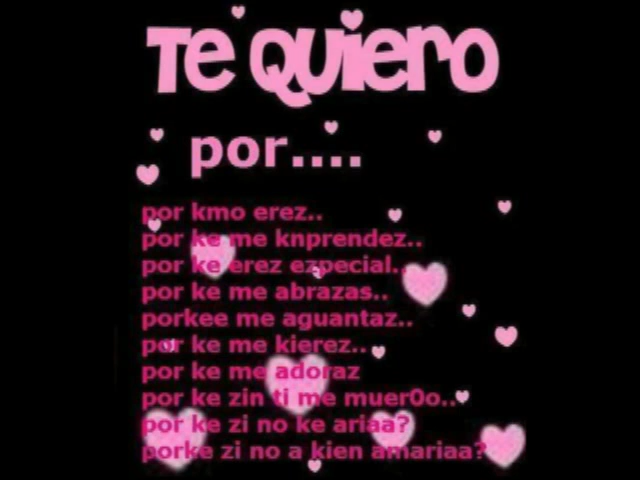 Te Quiero
por....
por kmo erez..
por ke me knprendez..
por ke erez ezpecial..
por ke me abrazas..
porkee me aguantaz..
por ke me kierez..
por ke me adoraz
por ke zin ti me muer0o..
por ke zi no ke ariaa?
porke zi no a kien amariaa?